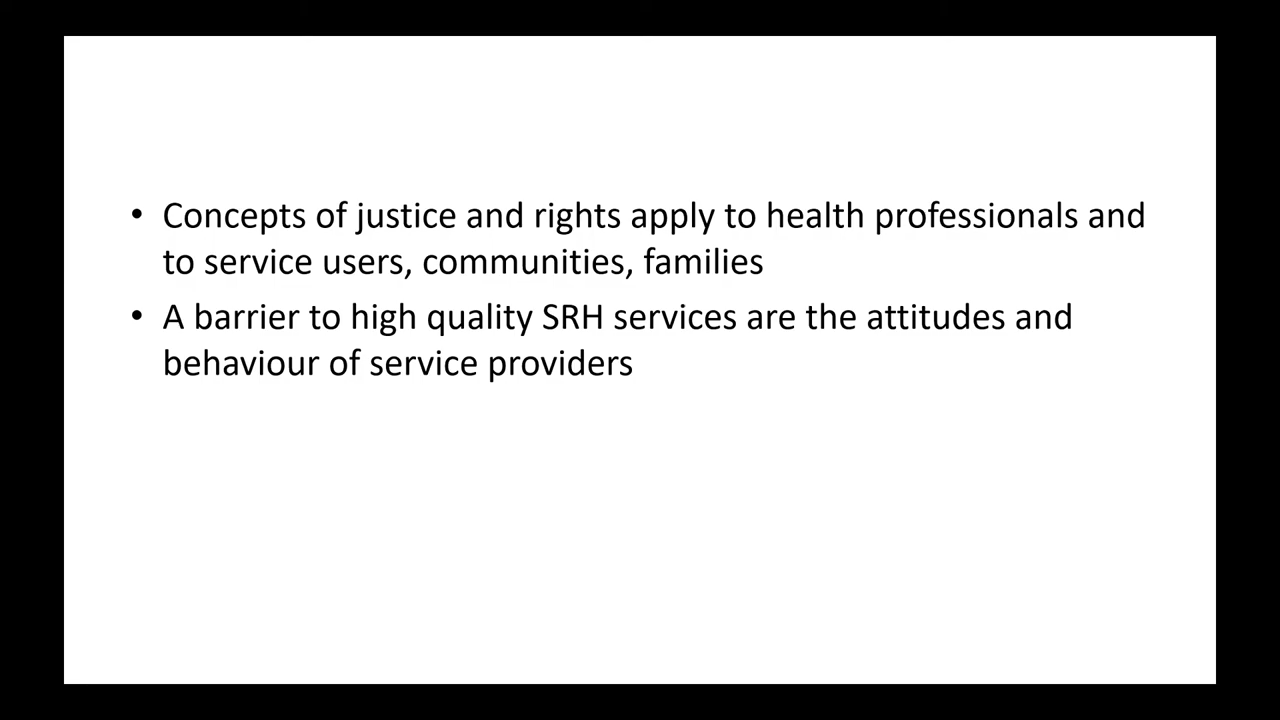 • Concepts of justice and rights apply to health professionals and
to service users, communities, families
• A barrier to high quality SRH services are the attitudes and
behaviour of service providers